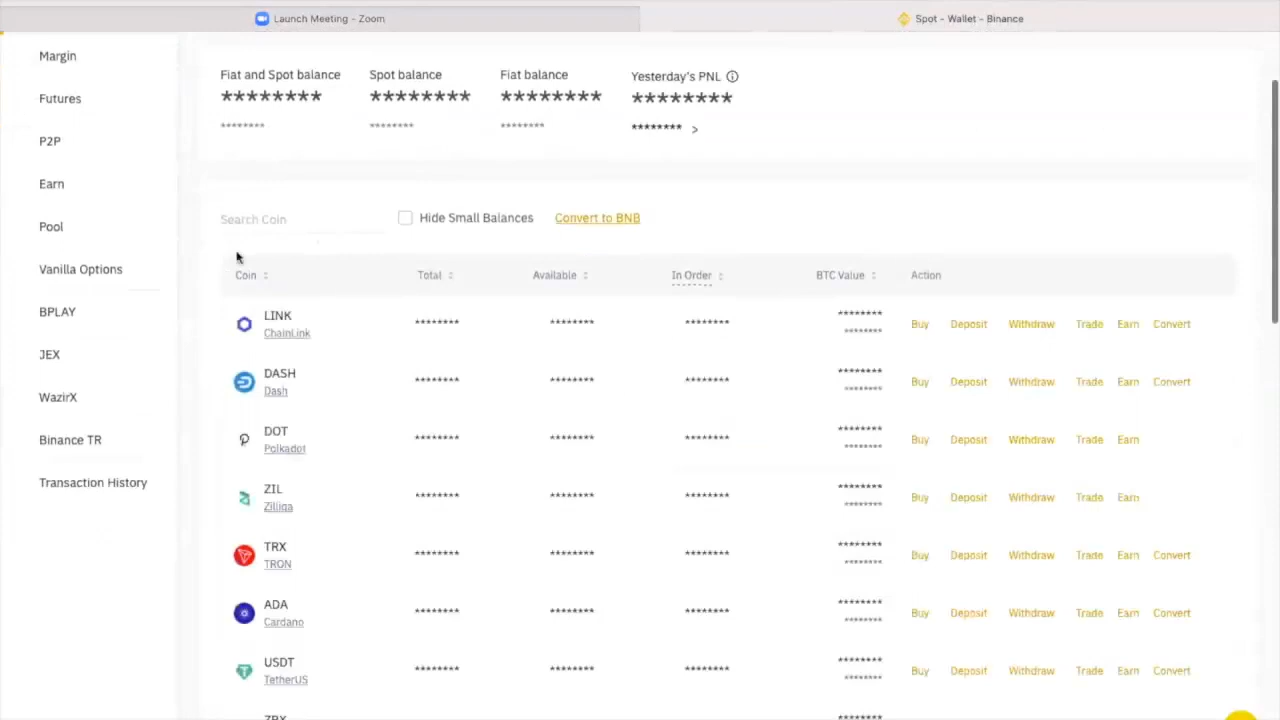 Launch Meeting - Zoom
Spot - Wallet - Binance
Margin
Futures
P2P
Earn
Pool
Vanilla Options
BPLAY
JEX
WazirX
Binance TR
Transaction History
Fiat and Spot balance Spot balance Fiat balance Yesterday's PNL
******** ******** ******** ********
******** ******** ******** ******** >
Search Coin Hide Small Balances Convert to BNB
Coin Total Available In Order BTC Value Action
LINK ******** ******** ******** ******** Buy Deposit Withdraw Trade Earn Convert
ChainLink ********
DASH ******** ******** ******** ******** Buy Deposit Withdraw Trade Earn Convert
Dash ********
DOT ******** ******** ******** ******** Buy Deposit Withdraw Trade Earn
Polkadot ********
ZIL ******** ******** ******** ******** Buy Deposit Withdraw Trade Earn
Zilliqa ********
TRX ******** ******** ******** ******** Buy Deposit Withdraw Trade Earn Convert
TRON ********
ADA ******** ******** ******** ******** Buy Deposit Withdraw Trade Earn Convert
Cardano ********
USDT ******** ******** ******** ******** Buy Deposit Withdraw Trade Earn Convert
TetherUS ********